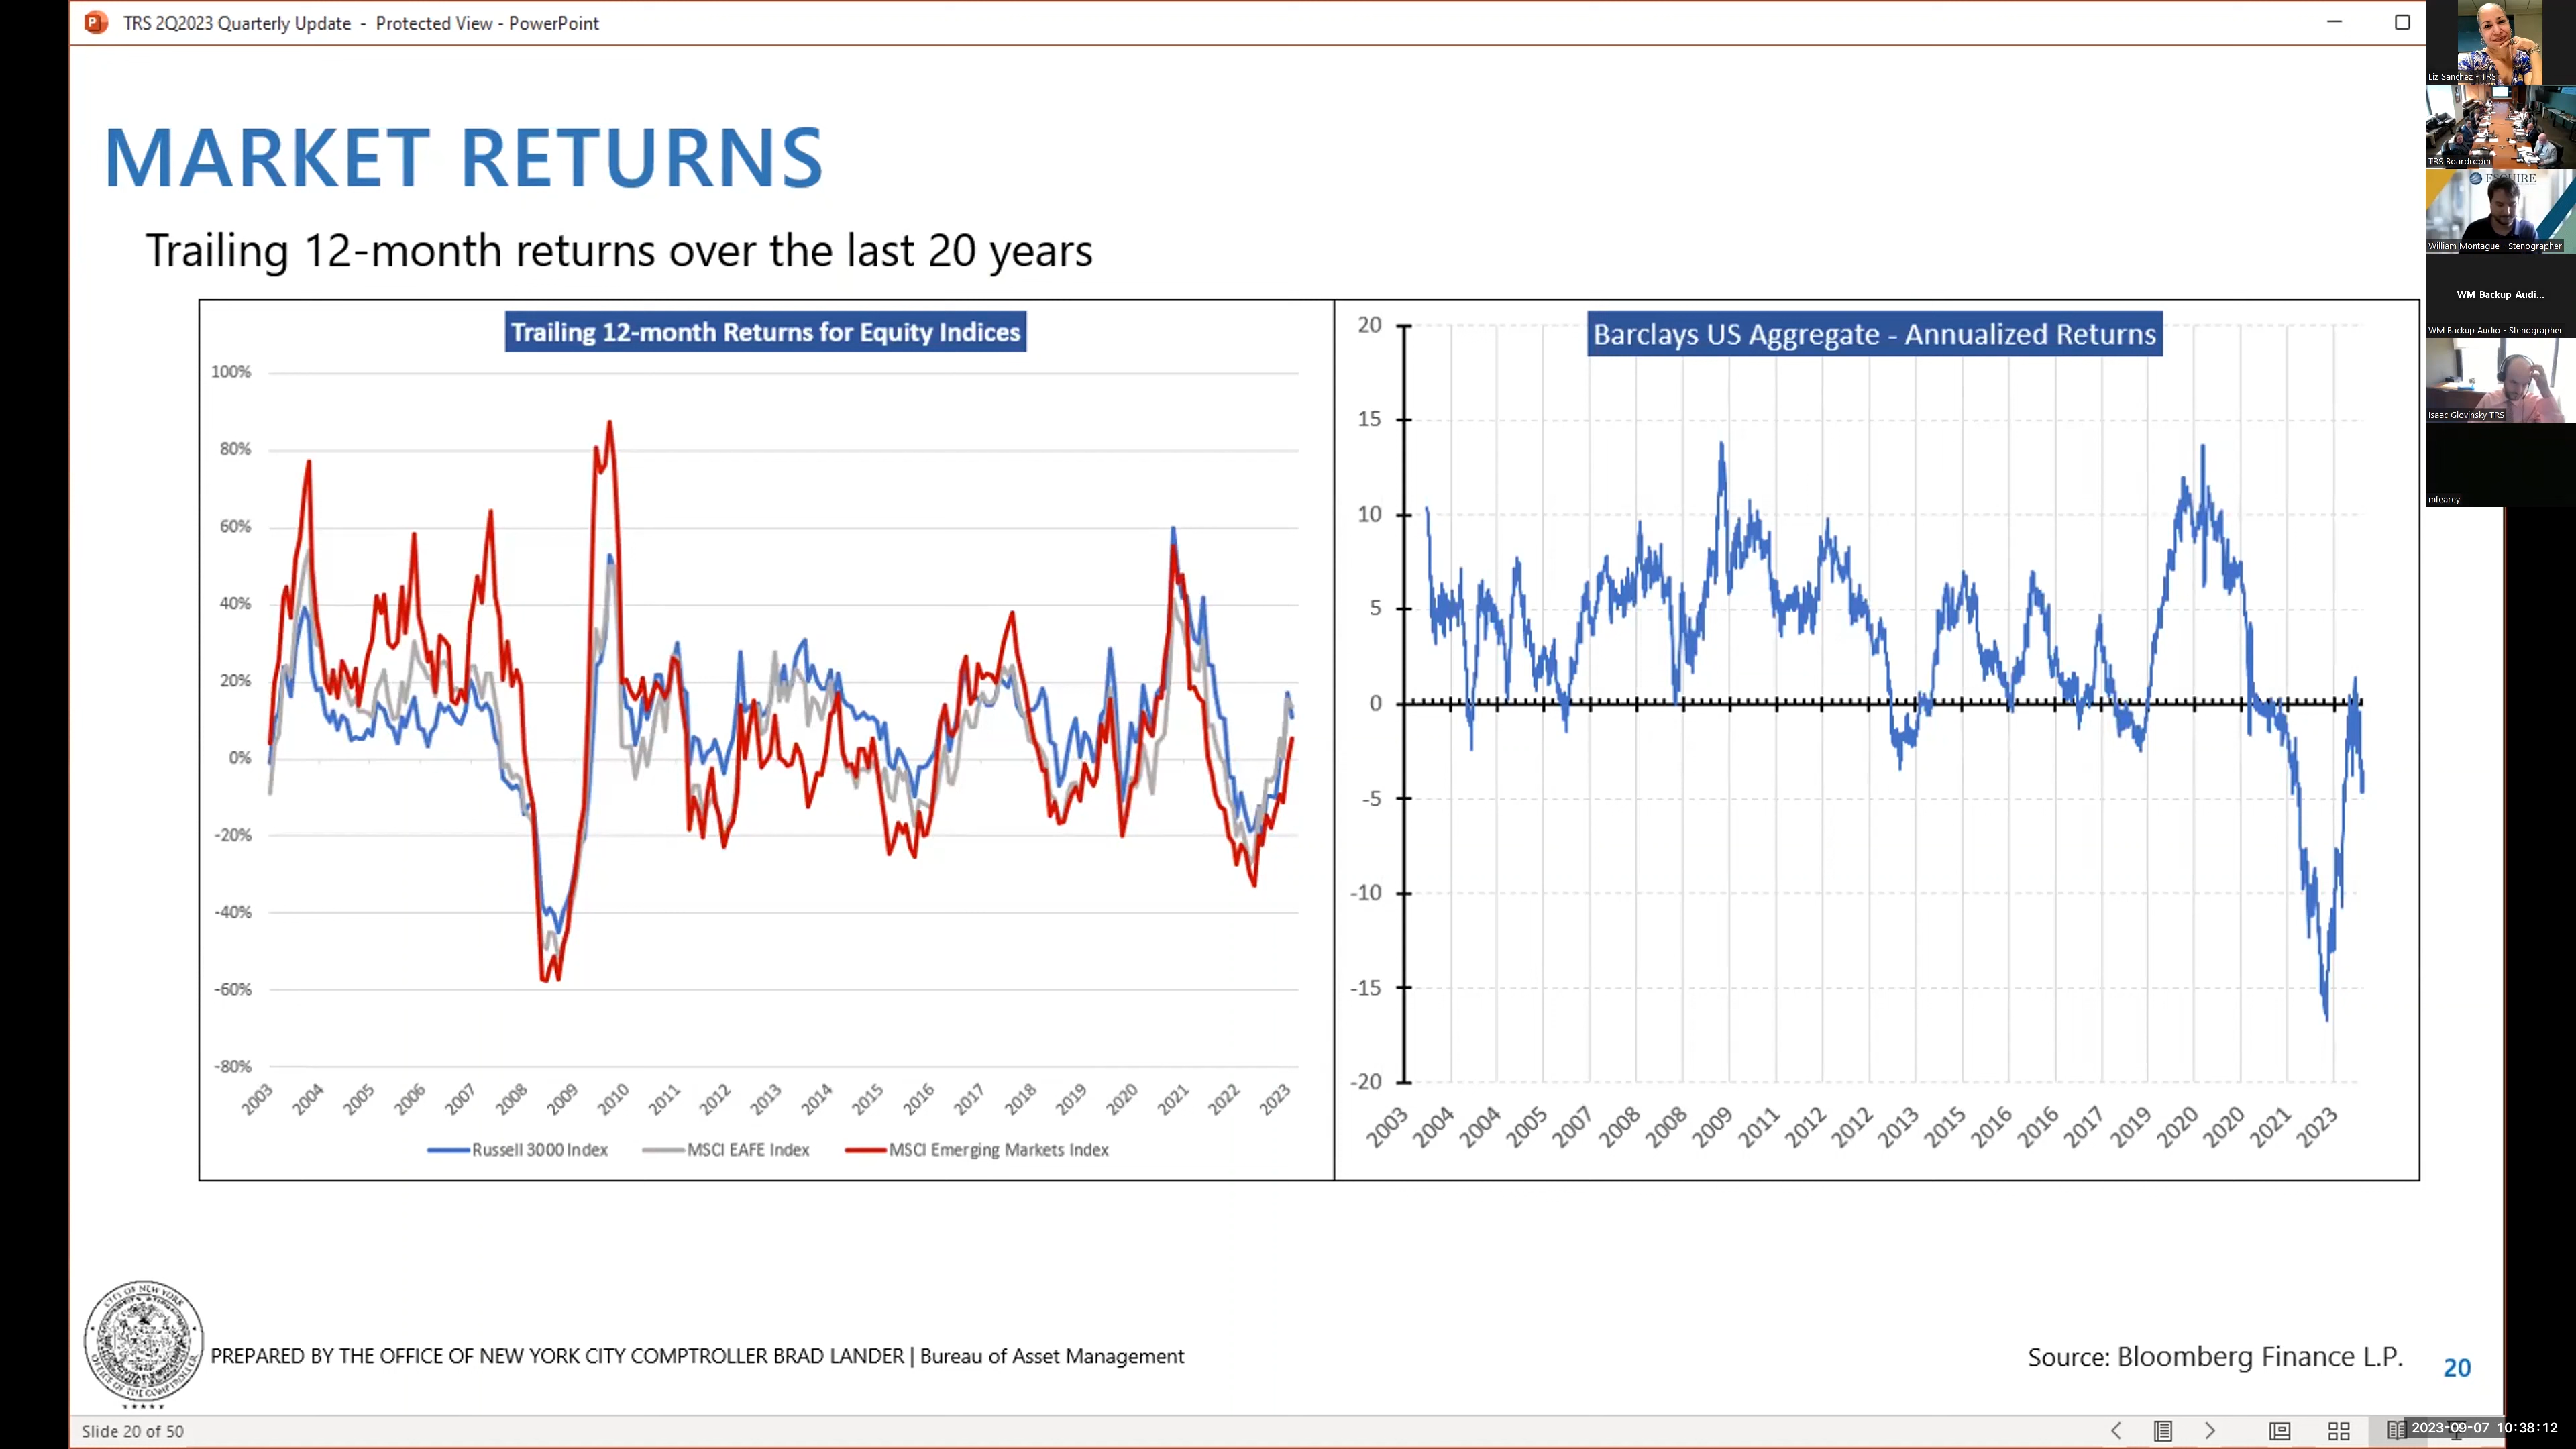 TRS 2Q2023 Quarterly Update - Protected View - PowerPoint
MARKET RETURNS
Trailing 12-month returns over the last 20 years
Trailing 12-month Returns for Equity Indices
100%
80%
60%
40%
20%
0%
-20%
-40%
-60%
-80%
2003 2004 2005 2006 2007 2008 2009 2010 2011 2012 2013 2014 2015 2016 2017 2018 2019 2020 2021 2022 2023
Russell 3000 Index MSCI EAFE Index MSCI Emerging Markets Index
Barclays US Aggregate - Annualized Returns
20
15
10
5
0
-5
-10
-15
-20
2003 2004 2004 2005 2007 2008 2008 2009 2011 2012 2012 2013 2015 2016 2016 2017 2019 2020 2020 2021 2023
PREPARED BY THE OFFICE OF NEW YORK CITY COMPTROLLER BRAD LANDER | Bureau of Asset Management
Source: Bloomberg Finance L.P.
20
Slide 20 of 50
2023-09-07 10:38:12
Liz Sanchez - TRS
TRS Boardroom
William Montague - Stenographer
WM Backup Audi...
WM Backup Audio - Stenographer
Isaac Glovinsky TRS
mfearey